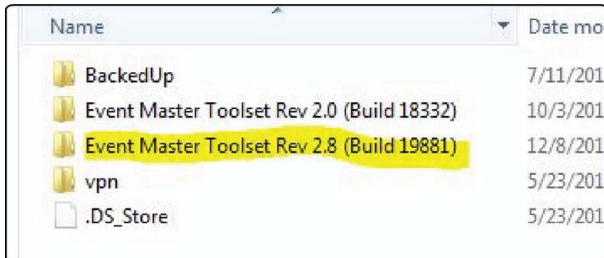 Name Date mo
BackedUp 7/11/201
Event Master Toolset Rev 2.0 (Build 18332) 10/3/201
Event Master Toolset Rev 2.8 (Build 19881) 12/8/201
vpn 5/23/201
.DS_Store 5/23/201